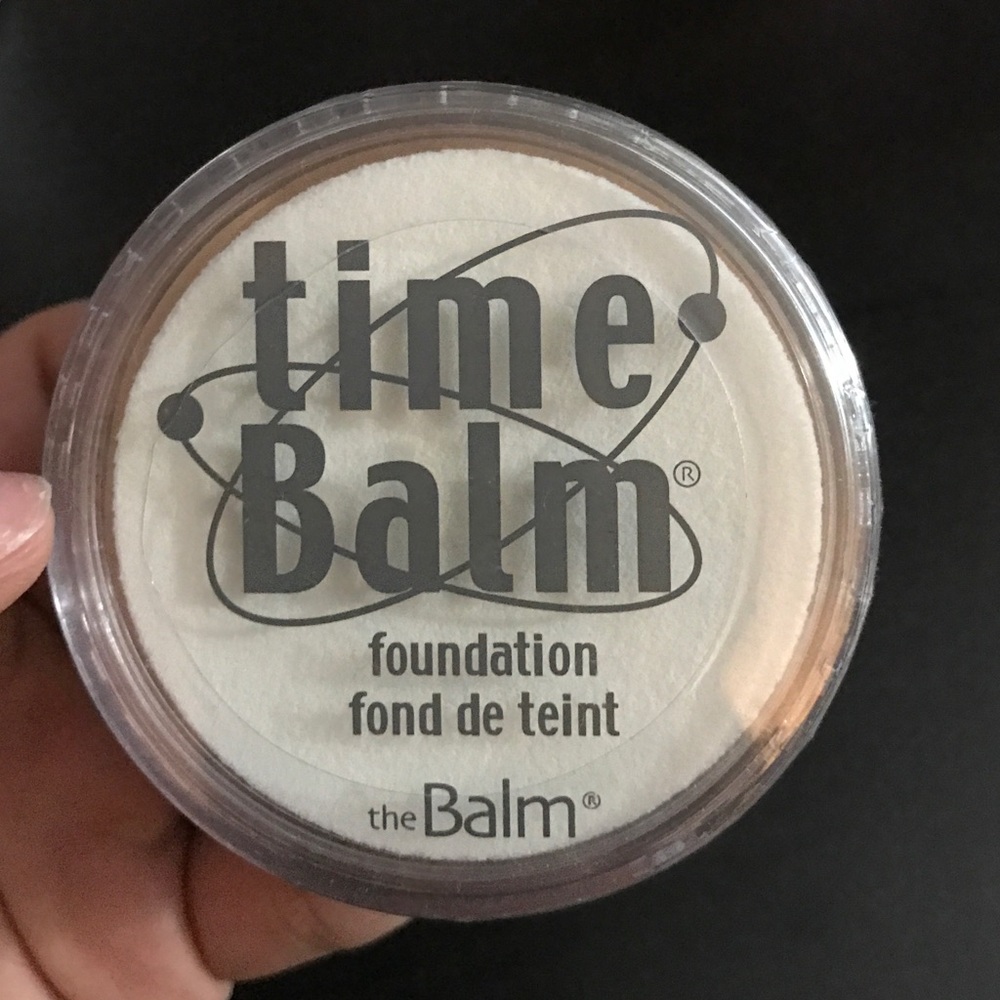 time
Balm®
foundation
fond de teint
theBalm®